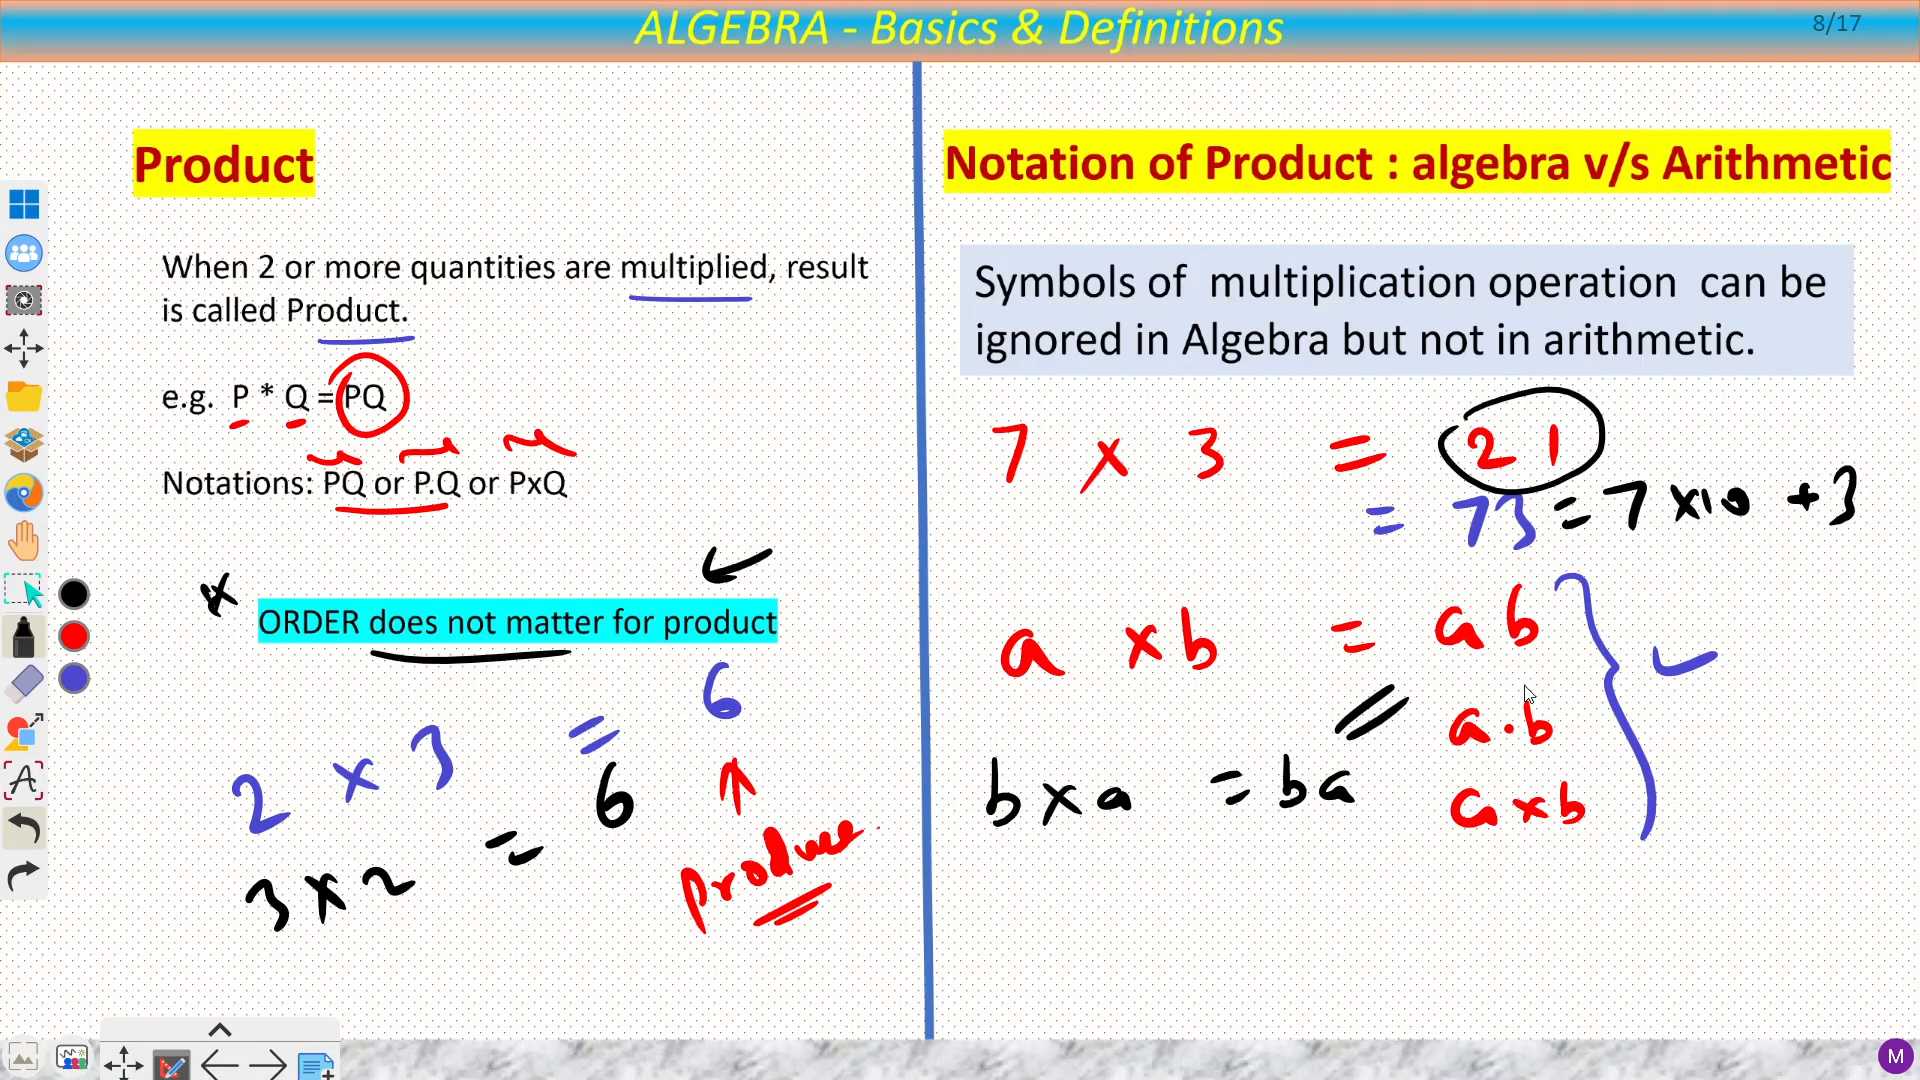 ALGEBRA - Basics & Definitions
8/17
Product
When 2 or more quantities are multiplied, result
is called Product.
e.g. P * Q = PQ
Notations: PQ or P.Q or PxQ
ORDER does not matter for product
2 x 3 = 6
3 x 2 = 6
Notation of Product : algebra v/s Arithmetic
Symbols of multiplication operation can be
ignored in Algebra but not in arithmetic.
7 x 3 = 21
= 73 = 7 x 10 + 3
a x b = ab
a.b
b x a = ba
a x b
M